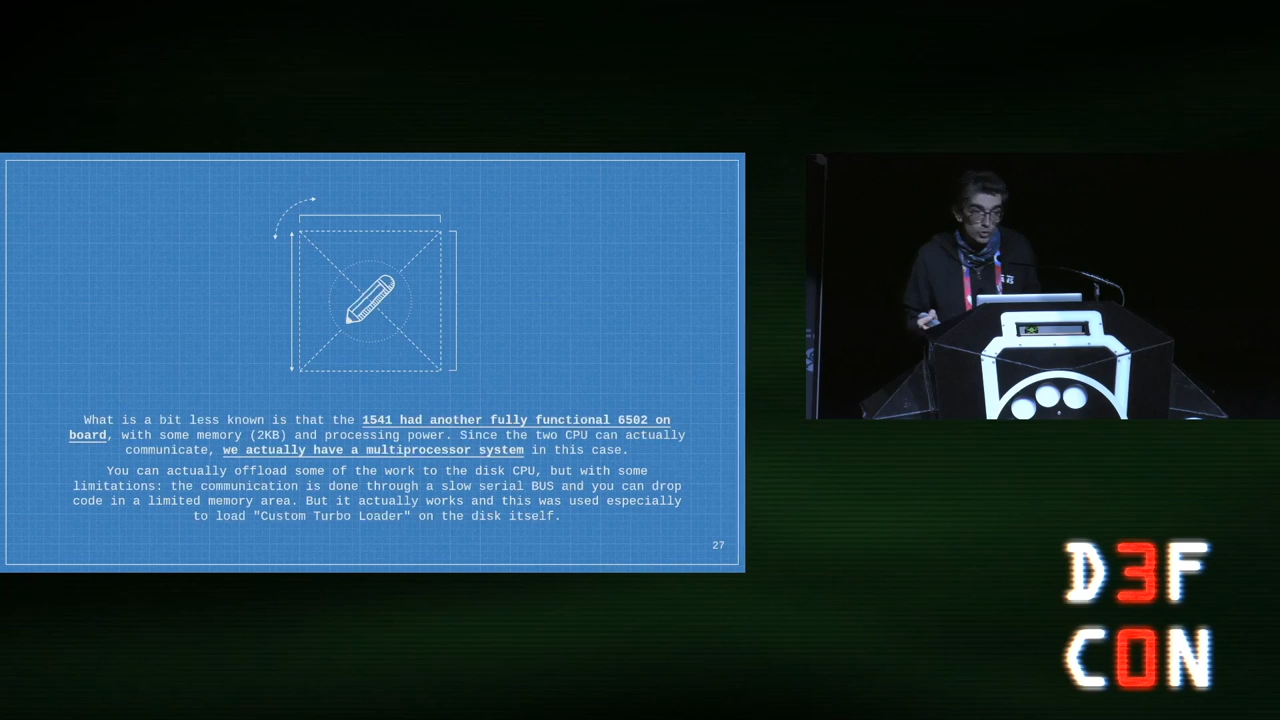 What is a bit less known is that the 1541 had another fully functional 6502 on
board, with some memory (2KB) and processing power. Since the two CPU can actually
communicate, we actually have a multiprocessor system in this case.
You can actually offload some of the work to the disk CPU, but with some
limitations: the communication is done through a slow serial BUS and you can drop
code in a limited memory area. But it actually works and this was used especially
to load "Custom Turbo Loader" on the disk itself.
27
D3F
C0N